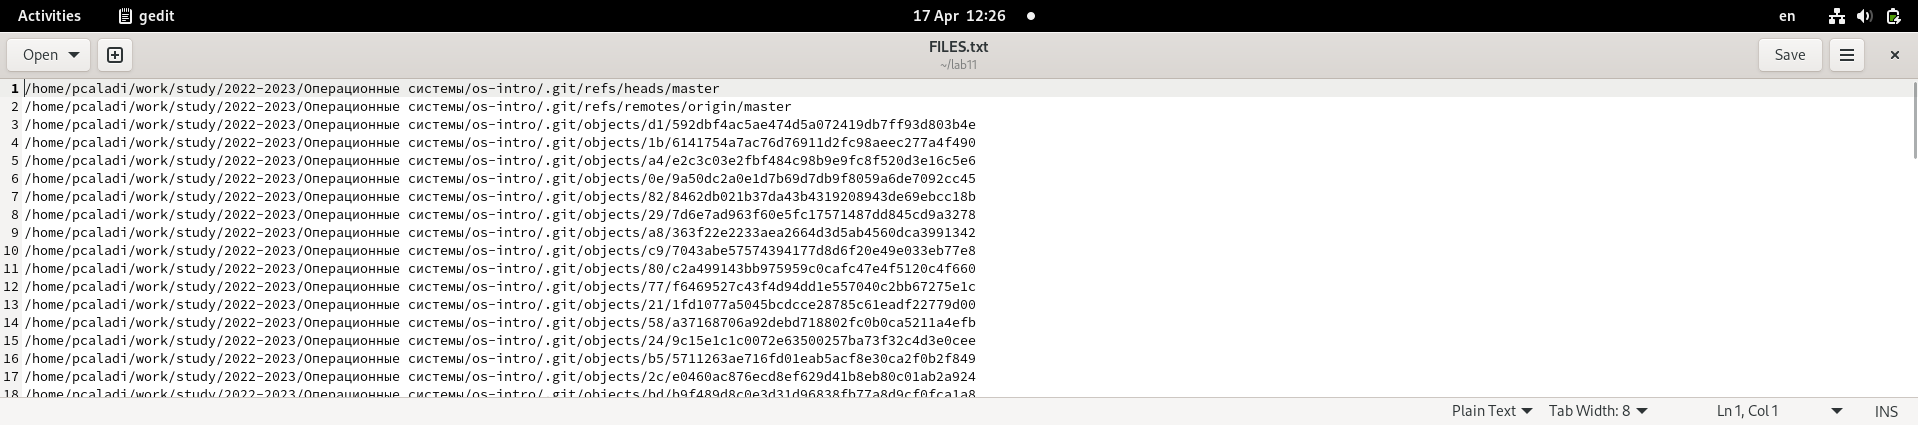 Activities gedit 17 Apr 12:26 en
Open FILES.txt Save
~/lab11
1 /home/pcaladi/work/study/2022-2023/Операционные системы/os-intro/.git/refs/heads/master
2 /home/pcaladi/work/study/2022-2023/Операционные системы/os-intro/.git/refs/remotes/origin/master
3 /home/pcaladi/work/study/2022-2023/Операционные системы/os-intro/.git/objects/d1/592dbf4ac5ae474d5a072419db7ff93d803b4e
4 /home/pcaladi/work/study/2022-2023/Операционные системы/os-intro/.git/objects/1b/6141754a7ac76d76911d2fc98aeec277a4f490
5 /home/pcaladi/work/study/2022-2023/Операционные системы/os-intro/.git/objects/a4/e2c3c03e2fbf484c98b9e9fc8f520d3e16c5e6
6 /home/pcaladi/work/study/2022-2023/Операционные системы/os-intro/.git/objects/0e/9a50dc2a0e1d7b69d7db9f8059a6de7092cc45
7 /home/pcaladi/work/study/2022-2023/Операционные системы/os-intro/.git/objects/82/8462db021b37da43b4319208943de69ebcc18b
8 /home/pcaladi/work/study/2022-2023/Операционные системы/os-intro/.git/objects/29/7d6e7ad963f60e5fc17571487dd845cd9a3278
9 /home/pcaladi/work/study/2022-2023/Операционные системы/os-intro/.git/objects/a8/363f22e2233aea2664d3d5ab4560dca3991342
10 /home/pcaladi/work/study/2022-2023/Операционные системы/os-intro/.git/objects/c9/7043abe57574394177d8d6f20e49e033eb77e8
11 /home/pcaladi/work/study/2022-2023/Операционные системы/os-intro/.git/objects/80/c2a499143bb975959c0cafc47e4f5120c4f660
12 /home/pcaladi/work/study/2022-2023/Операционные системы/os-intro/.git/objects/77/f6469527c43f4d94dd1e557040c2bb67275e1c
13 /home/pcaladi/work/study/2022-2023/Операционные системы/os-intro/.git/objects/21/1fd1077a5045bcdcce28785c61eadf22779d00
14 /home/pcaladi/work/study/2022-2023/Операционные системы/os-intro/.git/objects/58/a37168706a92debd718802fc0b0ca5211a4efb
15 /home/pcaladi/work/study/2022-2023/Операционные системы/os-intro/.git/objects/24/9c15e1c1c0072e63500257ba73f32c4d3e0cee
16 /home/pcaladi/work/study/2022-2023/Операционные системы/os-intro/.git/objects/b5/5711263ae716fd01eab5acf8e30ca2f0b2f849
17 /home/pcaladi/work/study/2022-2023/Операционные системы/os-intro/.git/objects/2c/e0460ac876ecd8ef629d41b8eb80c01ab2a924
18 /home/pcaladi/work/study/2022-2023/Операционные системы/os-intro/.git/objects/bd/b9f489d8c0e3d31d96838fb77a8d9cf0fca1a8
Plain Text Tab Width: 8 Ln 1, Col 1 INS